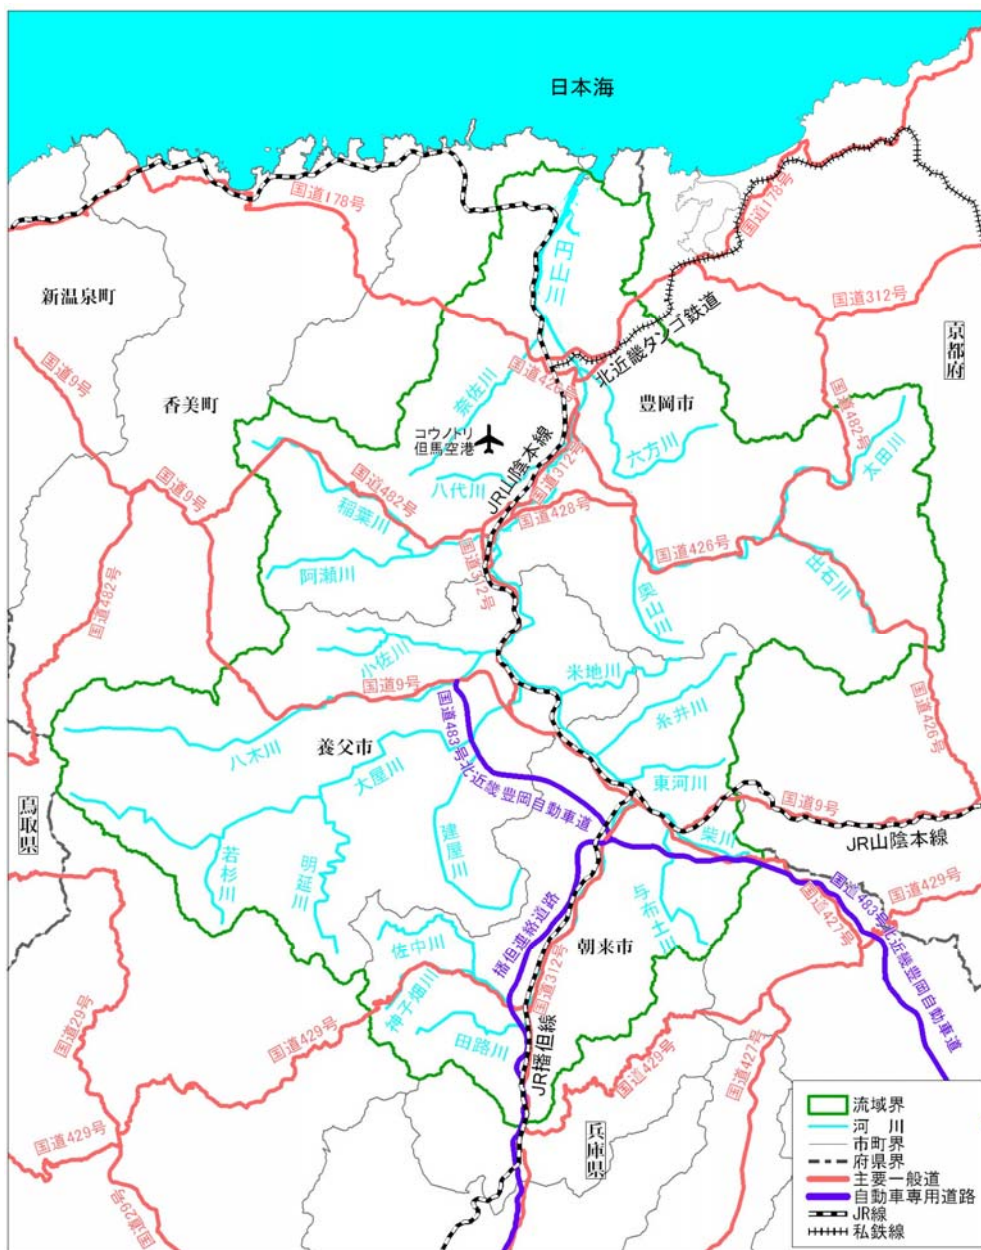 日本海
国道178号
国道178号
円山川
新温泉町
国道312号
北近畿タンゴ鉄道
京都府
国道9号
国道426号
香美町
奈佐川
豊岡市
国道482号
コウノトリ
但馬空港
六方川
太田川
JR山陰本線
国道312号
八代川
国道482号
国道9号
稲葉川
国道428号
国道426号
出石川
阿瀬川
国道312号
奥山川
国道482号
小佐川
米地川
国道9号
糸井川
国道426号
国道483号北近畿豊岡自動車道
八木川
養父市
大屋川
東河川
国道9号
JR山陰本線
鳥取県
建屋川
柴川
若杉川
明延川
国道429号
与布土川
国道427号
国道483号北近畿豊岡自動車道
播但連絡道路
佐中川
朝来市
国道312号
神子畑川
国道29号
国道429号
田路川
JR播但線
国道429号
国道427号
国道429号
兵庫県
国道29号
流域界
河 川
市町界
府県界
主要一般道
自動車専用道路
JR線
私鉄線